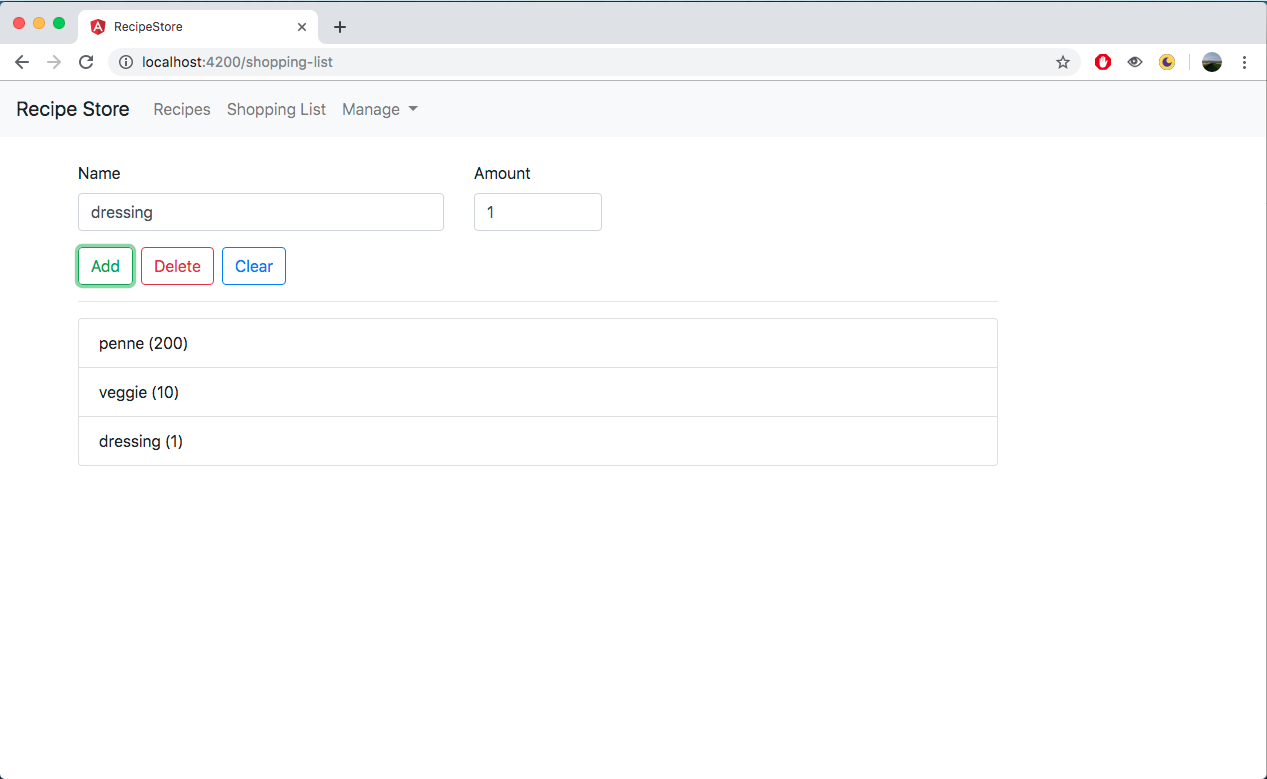 RecipeStore
localhost:4200/shopping-list
Recipe Store Recipes Shopping List Manage
Name Amount
dressing 1
Add Delete Clear
penne (200)
veggie (10)
dressing (1)